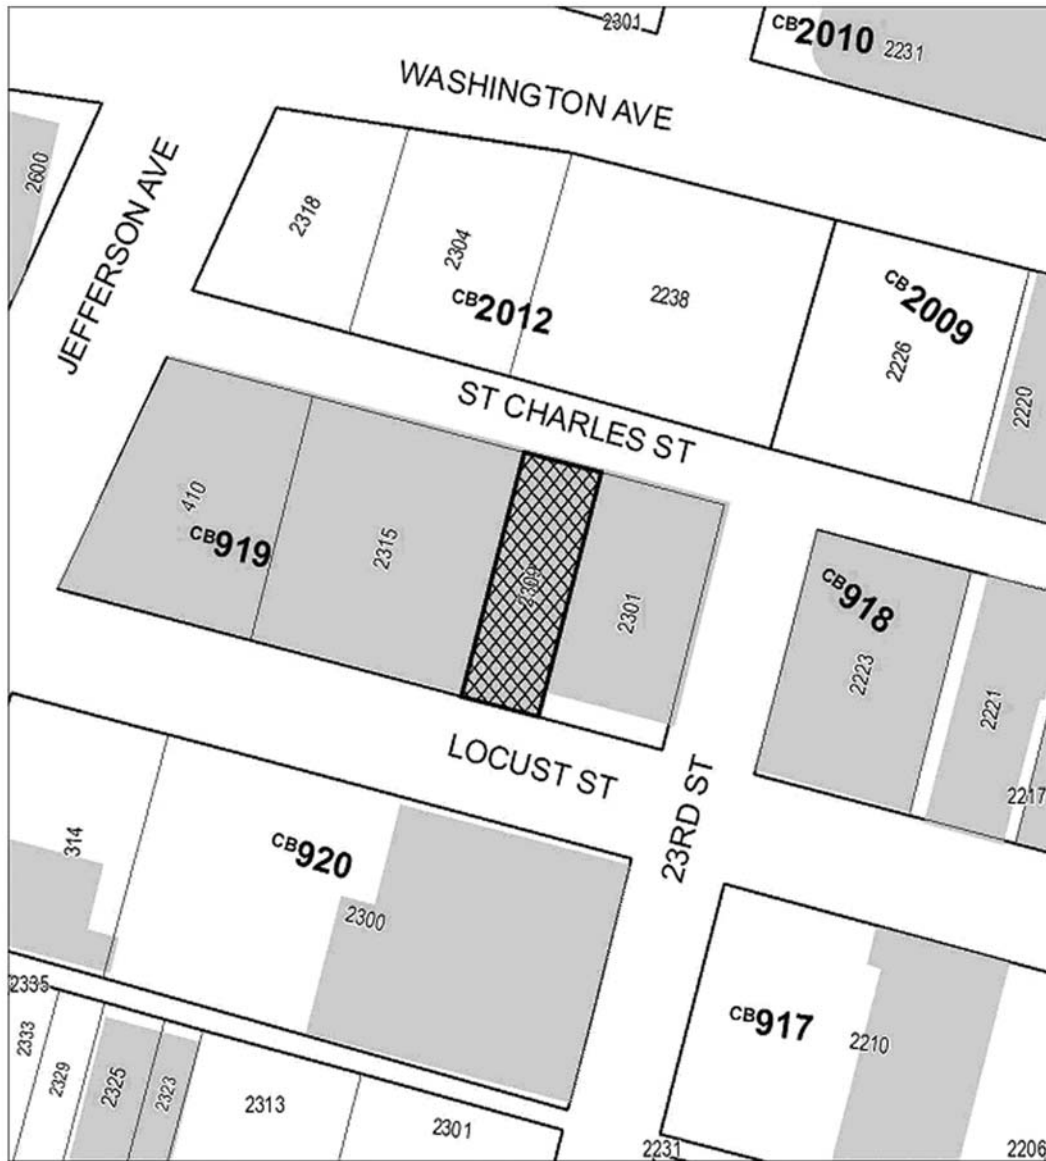 2301
CB2010 2231
WASHINGTON AVE
2600
JEFFERSON AVE
2318
2304
CB2012
2238
CB2009
2226
2220
ST CHARLES ST
410
CB919
2315
2309
2301
CB918
2223
2221
2217
LOCUST ST
23RD ST
314
CB920
2300
CB917
2210
2335
2333
2329
2325
2323
2313
2301
2231
2206